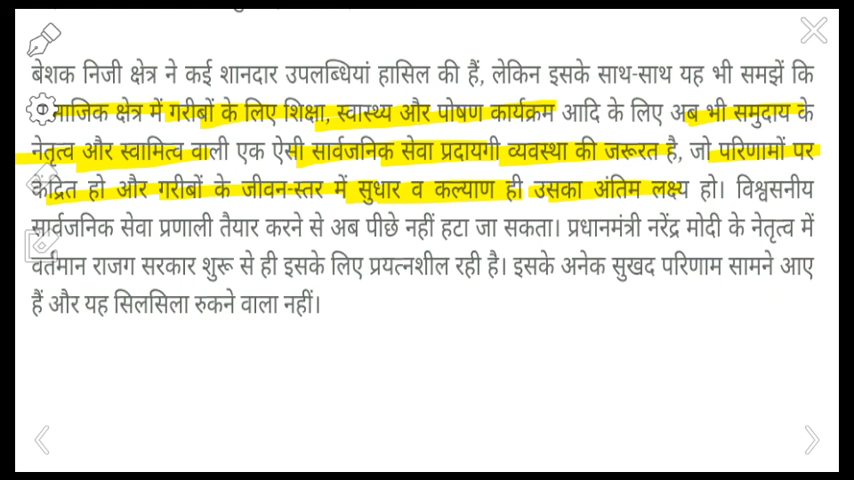 बेशक निजी क्षेत्र ने कई शानदार उपलब्धियां हासिल की हैं, लेकिन इसके साथ-साथ यह भी समझें कि
क्षेत्र में गरीबों के लिए शिक्षा, स्वास्थ्य और पोषण कार्यक्रम आदि के लिए अब भी समुदाय के
नेतृत्व और स्वामित्व वाली एक ऐसी सार्वजनिक सेवा प्रदायगी व्यवस्था की जरूरत है, जो परिणामों पर
केंद्रित हो और गरीबों के जीवन-स्तर में सुधार व कल्याण ही उसका अंतिम लक्ष्य हो। विश्वसनीय
सार्वजनिक सेवा प्रणाली तैयार करने से अब पीछे नहीं हटा जा सकता। प्रधानमंत्री नरेंद्र मोदी के नेतृत्व में
वर्तमान राजग सरकार शुरू से ही इसके लिए प्रयत्नशील रही है। इसके अनेक सुखद परिणाम सामने आए
हैं और यह सिलसिला रुकने वाला नहीं।